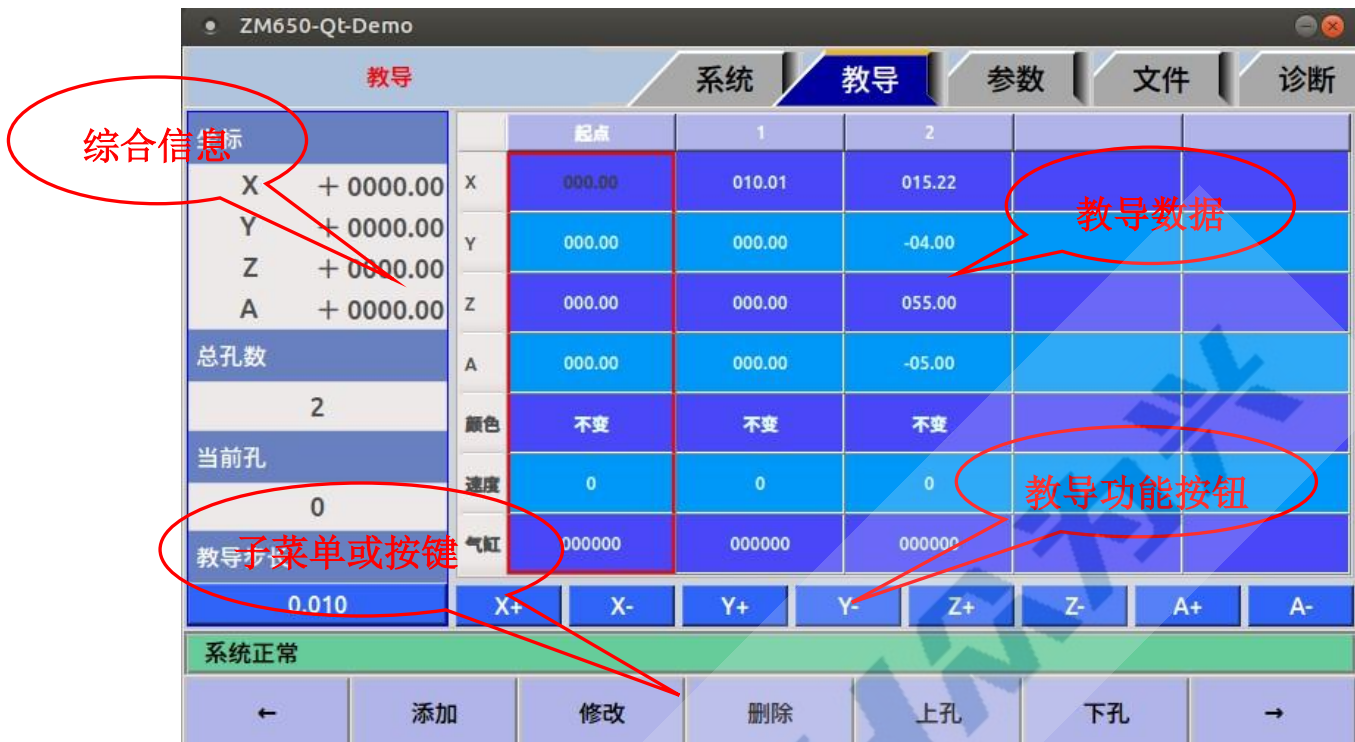 ZM650-Qt-Demo
教导 系统 教导 参数 文件 诊断
综合信息
坐标
X +0000.00
Y +0000.00
Z +0000.00
A +0000.00
总孔数
2
当前孔
0
教导步长
0.010
起点 1 2
X 000.00 010.01 015.22
Y 000.00 000.00 -04.00
Z 000.00 000.00 055.00
A 000.00 000.00 -05.00
颜色 不变 不变 不变
速度 0 0 0
气缸 000000 000000 000000
教导数据
教导功能按钮
子菜单或按键
X+ X- Y+ Y- Z+ Z- A+ A-
系统正常
← 添加 修改 删除 上孔 下孔 →